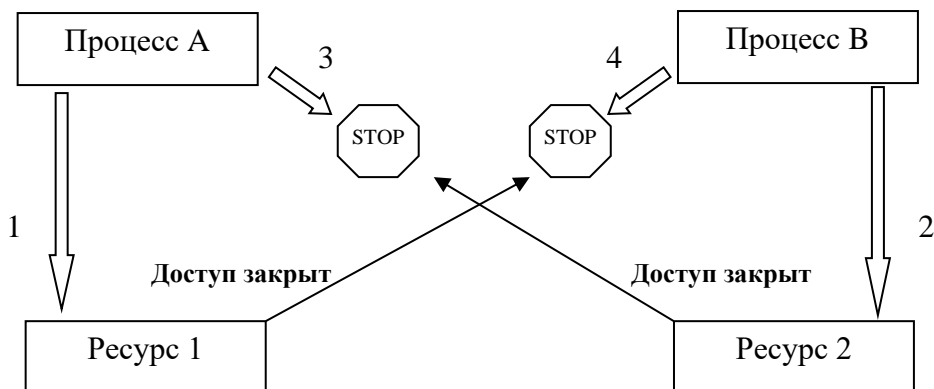 Процесс А
Процесс В
3
4
STOP
STOP
1
2
Доступ закрыт
Доступ закрыт
Ресурс 1
Ресурс 2